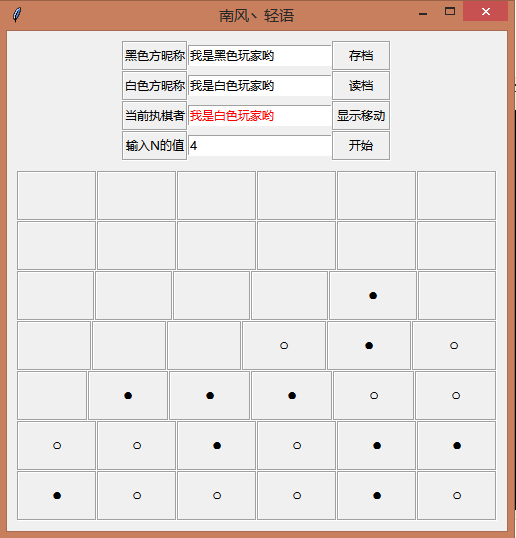 南风丶轻语
黑色方昵称 我是黑色玩家哟 存档
白色方昵称 我是白色玩家哟 读档
当前执棋者 我是白色玩家哟 显示移动
输入N的值 4 开始